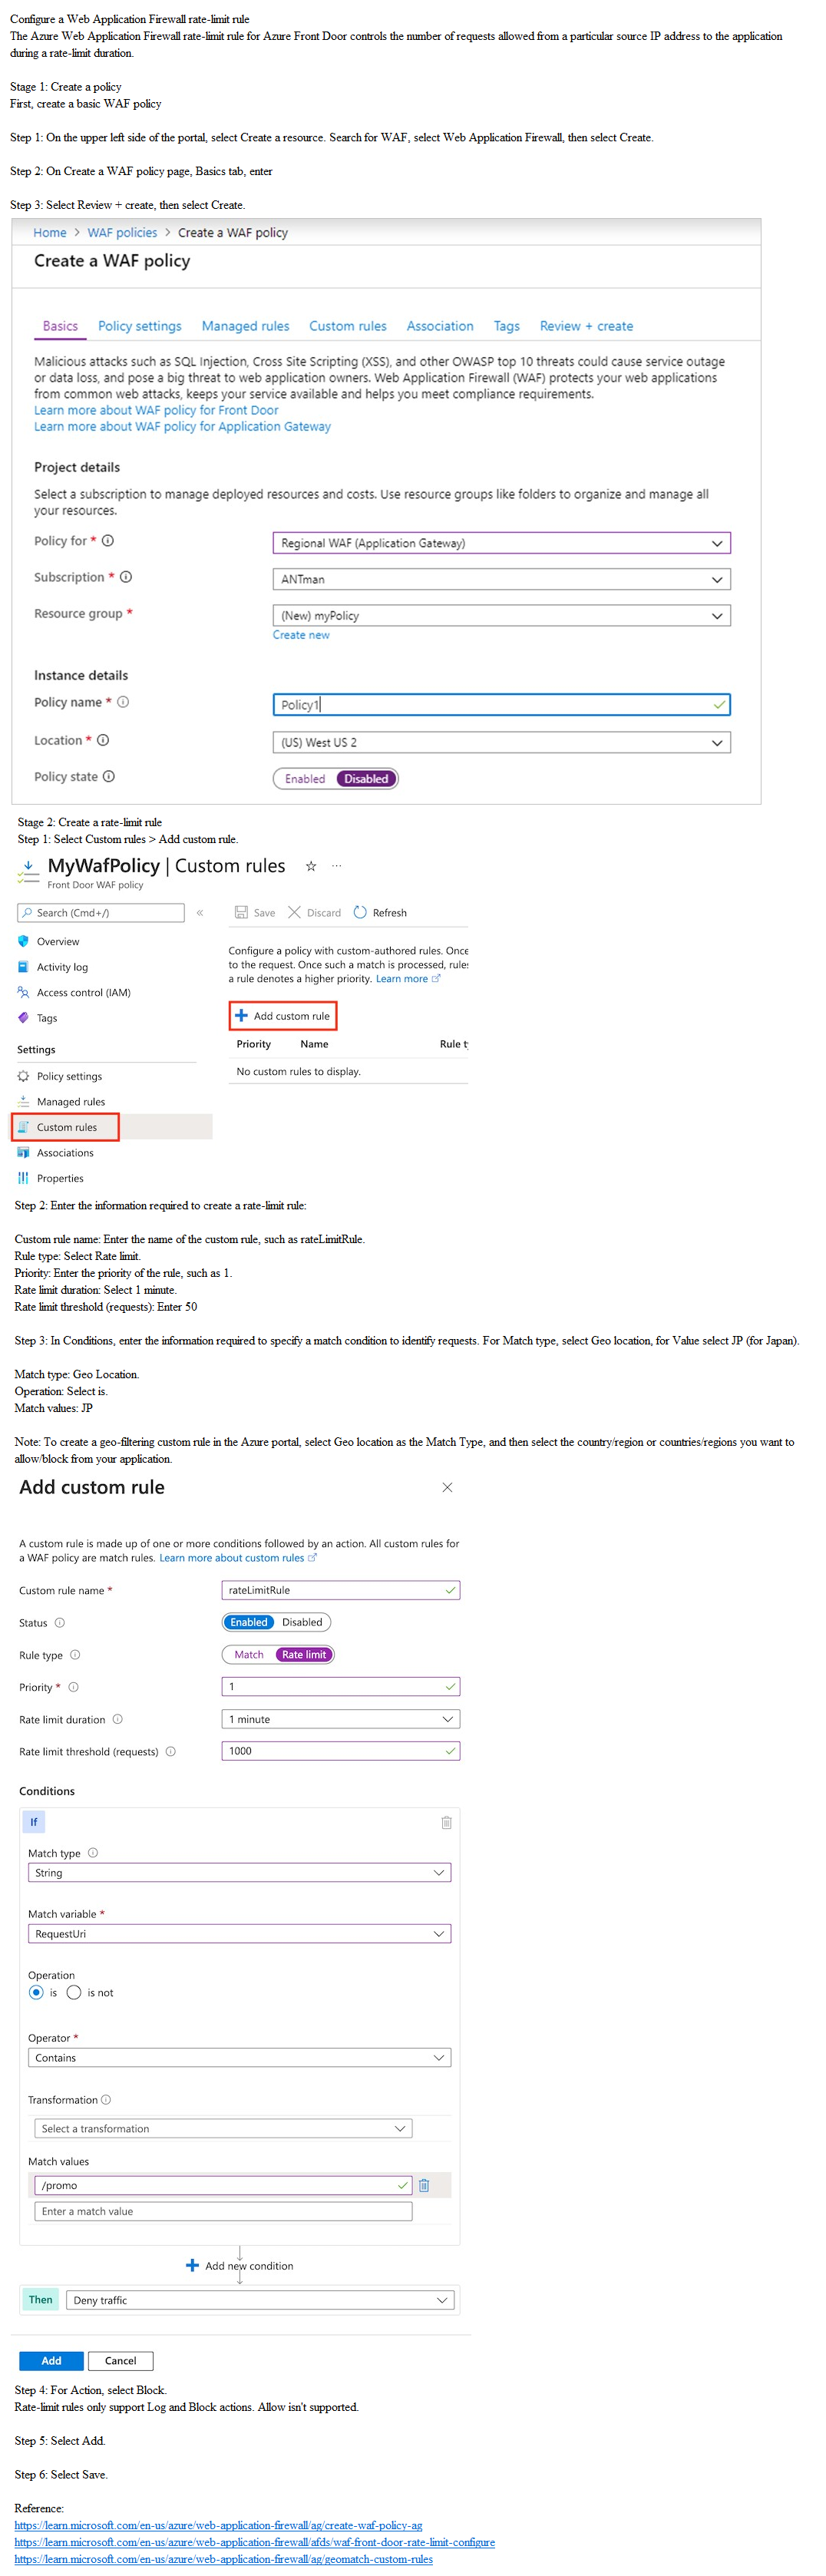 Configure a Web Application Firewall rate-limit rule
The Azure Web Application Firewall rate-limit rule for Azure Front Door controls the number of requests allowed from a particular source IP address to the application
during a rate-limit duration.
Stage 1: Create a policy
First, create a basic WAF policy
Step 1: On the upper left side of the portal, select Create a resource. Search for WAF, select Web Application Firewall, then select Create.
Step 2: On Create a WAF policy page, Basics tab, enter
Step 3: Select Review + create, then select Create.
Home > WAF policies > Create a WAF policy
Create a WAF policy
Basics Policy settings Managed rules Custom rules Association Tags Review + create
Malicious attacks such as SQL Injection, Cross Site Scripting (XSS), and other OWASP top 10 threats could cause service outage
or data loss, and pose a big threat to web application owners. Web Application Firewall (WAF) protects your web applications
from common web attacks, keeps your service available and helps you meet compliance requirements.
Learn more about WAF policy for Front Door
Learn more about WAF policy for Application Gateway
Project details
Select a subscription to manage deployed resources and costs. Use resource groups like folders to organize and manage all
your resources.
Policy for * Regional WAF (Application Gateway)
Subscription * ANTman
Resource group * (New) myPolicy
Create new
Instance details
Policy name * Policy1
Location * (US) West US 2
Policy state Enabled Disabled
Stage 2: Create a rate-limit rule
Step 1: Select Custom rules > Add custom rule.
MyWafPolicy | Custom rules ☆ ...
Front Door WAF policy
Search (Cmd+/) « Save Discard Refresh
Overview
Activity log
Access control (IAM)
Tags
Settings
Policy settings
Managed rules
Custom rules
Associations
Properties
Configure a policy with custom-authored rules. Once
to the request. Once such a match is processed, rules
a rule denotes a higher priority. Learn more
+ Add custom rule
Priority Name Rule t
No custom rules to display.
Step 2: Enter the information required to create a rate-limit rule:
Custom rule name: Enter the name of the custom rule, such as rateLimitRule.
Rule type: Select Rate limit.
Priority: Enter the priority of the rule, such as 1.
Rate limit duration: Select 1 minute.
Rate limit threshold (requests): Enter 50
Step 3: In Conditions, enter the information required to specify a match condition to identify requests. For Match type, select Geo location, for Value select JP (for Japan).
Match type: Geo Location.
Operation: Select is.
Match values: JP
Note: To create a geo-filtering custom rule in the Azure portal, select Geo location as the Match Type, and then select the country/region or countries/regions you want to
allow/block from your application.
Add custom rule
A custom rule is made up of one or more conditions followed by an action. All custom rules for
a WAF policy are match rules. Learn more about custom rules
Custom rule name * rateLimitRule
Status Enabled Disabled
Rule type Match Rate limit
Priority * 1
Rate limit duration 1 minute
Rate limit threshold (requests) 1000
Conditions
If
Match type
String
Match variable *
RequestUri
Operation
is is not
Operator *
Contains
Transformation
Select a transformation
Match values
/promo
Enter a match value
+ Add new condition
Then Deny traffic
Add Cancel
Step 4: For Action, select Block.
Rate-limit rules only support Log and Block actions. Allow isn't supported.
Step 5: Select Add.
Step 6: Select Save.
Reference:
https://learn.microsoft.com/en-us/azure/web-application-firewall/ag/create-waf-policy-ag
https://learn.microsoft.com/en-us/azure/web-application-firewall/afds/waf-front-door-rate-limit-configure
https://learn.microsoft.com/en-us/azure/web-application-firewall/ag/geomatch-custom-rules